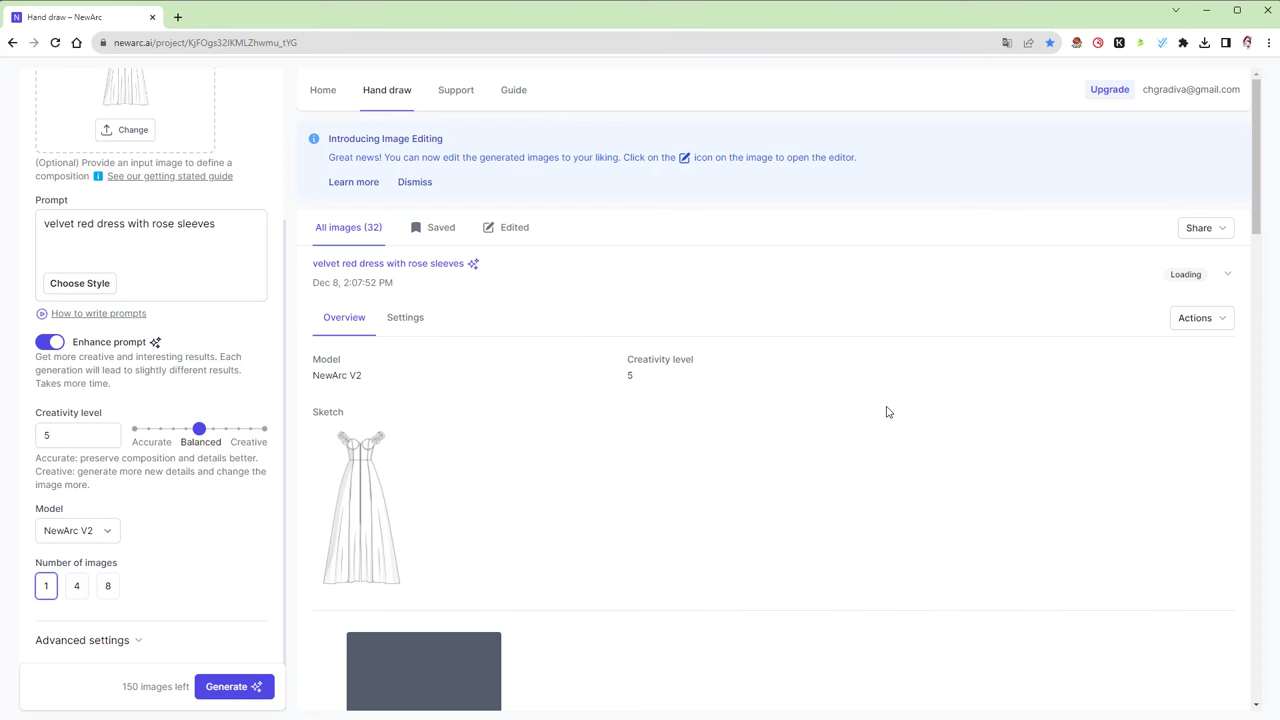 Hand draw – NewArc
newarc.ai/project/KjFOgs32IKMLZhwmu_tYG
Change
(Optional) Provide an input image to define a
composition See our getting stated guide
Prompt
velvet red dress with rose sleeves
Choose Style
How to write prompts
Enhance prompt
Get more creative and interesting results. Each
generation will lead to slightly different results.
Takes more time.
Creativity level
5
Accurate Balanced Creative
Accurate: preserve composition and details better.
Creative: generate more new details and change the
image more.
Model
NewArc V2
Number of images
1 4 8
Advanced settings
150 images left Generate
Home Hand draw Support Guide
Upgrade chgradiva@gmail.com
Introducing Image Editing
Great news! You can now edit the generated images to your liking. Click on the icon on the image to open the editor.
Learn more Dismiss
All images (32) Saved Edited Share
velvet red dress with rose sleeves
Dec 8, 2:07:52 PM
Loading
Overview Settings Actions
Model Creativity level
NewArc V2 5
Sketch